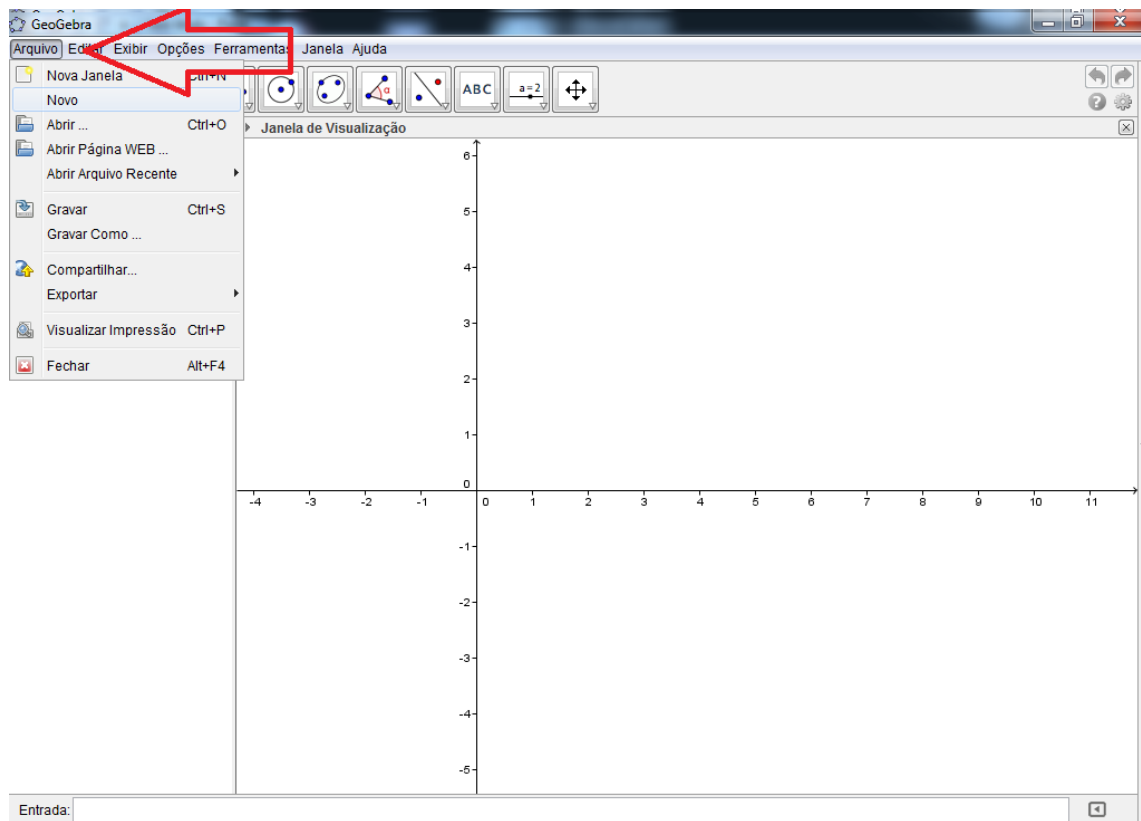 GeoGebra
Arquivo Editar Exibir Opções Ferramentas Janela Ajuda
Nova Janela Ctrl+N
Novo
Abrir ... Ctrl+O
Abrir Página WEB ...
Abrir Arquivo Recente
Gravar Ctrl+S
Gravar Como ...
Compartilhar...
Exportar
Visualizar Impressão Ctrl+P
Fechar Alt+F4
α ABC a=2
Janela de Visualização
6
5
4
3
2
1
0
-4 -3 -2 -1 0 1 2 3 4 5 6 7 8 9 10 11
-1
-2
-3
-4
-5
Entrada: